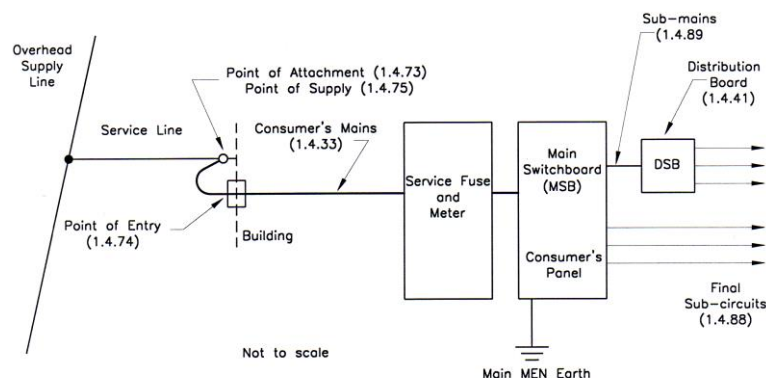 Overhead
Supply
Line
Service Line
Point of Attachment (1.4.73)
Point of Supply (1.4.75)
Consumer's Mains
(1.4.33)
Point of Entry
(1.4.74)
Building
Service Fuse
and
Meter
Main
Switchboard
(MSB)
Consumer's
Panel
Sub-mains
(1.4.89
Distribution
Board
(1.4.41)
DSB
Final
Sub-circuits
(1.4.88)
Not to scale
Main MEN Earth